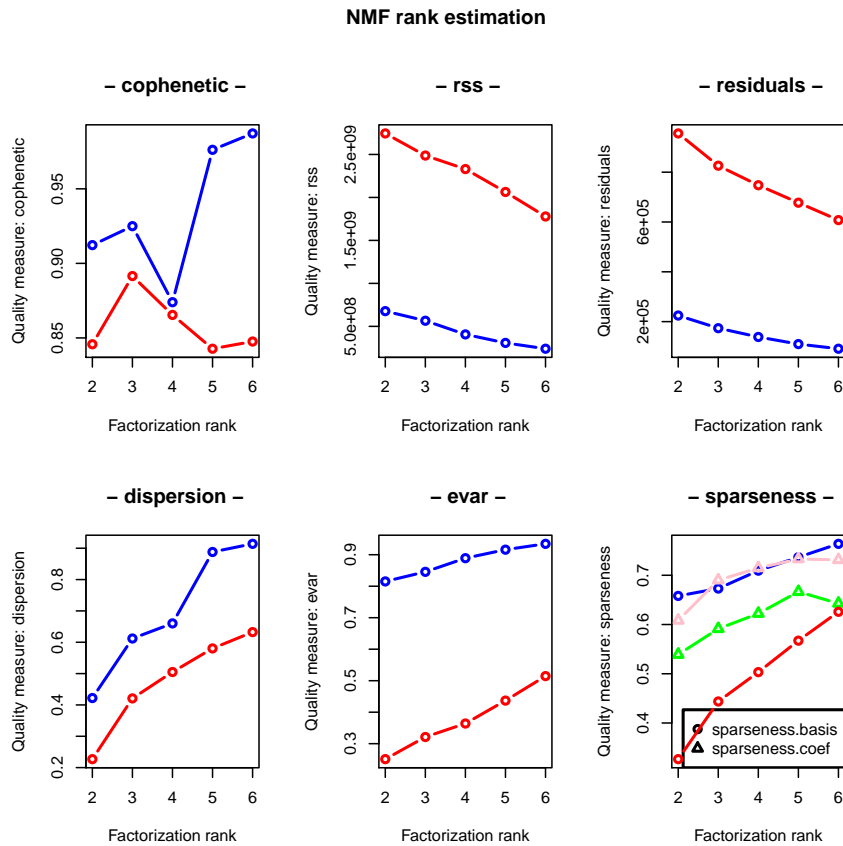 NMF rank estimation
– cophenetic –
Quality measure: cophenetic
0.95
0.90
0.85
2 3 4 5 6
Factorization rank
– rss –
Quality measure: rss
2.5e+09
1.5e+09
5.0e+08
2 3 4 5 6
Factorization rank
– residuals –
Quality measure: residuals
6e+05
2e+05
2 3 4 5 6
Factorization rank
– dispersion –
Quality measure: dispersion
0.8
0.6
0.4
0.2
2 3 4 5 6
Factorization rank
– evar –
Quality measure: evar
0.9
0.7
0.5
0.3
2 3 4 5 6
Factorization rank
– sparseness –
Quality measure: sparseness
0.7
0.6
0.5
0.4
sparseness.basis
sparseness.coef
2 3 4 5 6
Factorization rank